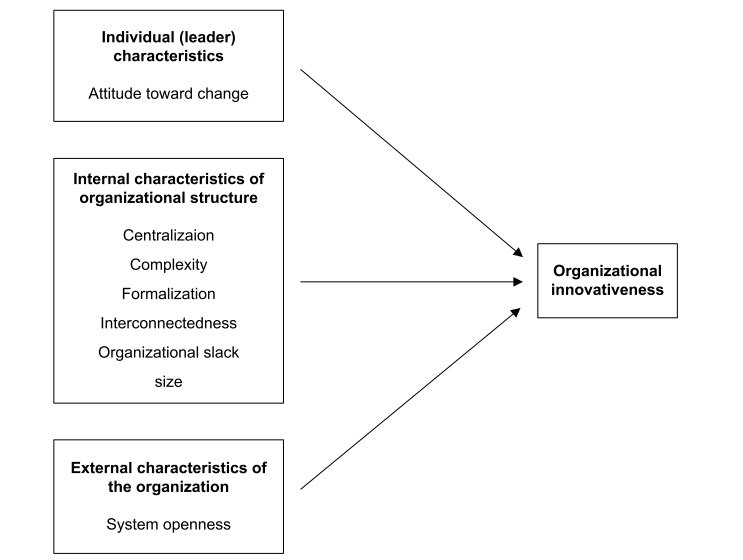 Individual (leader)
characteristics
Attitude toward change
Internal characteristics of
organizational structure
Centralizaion
Complexity
Formalization
Interconnectedness
Organizational slack
size
External characteristics of
the organization
System openness
Organizational
innovativeness